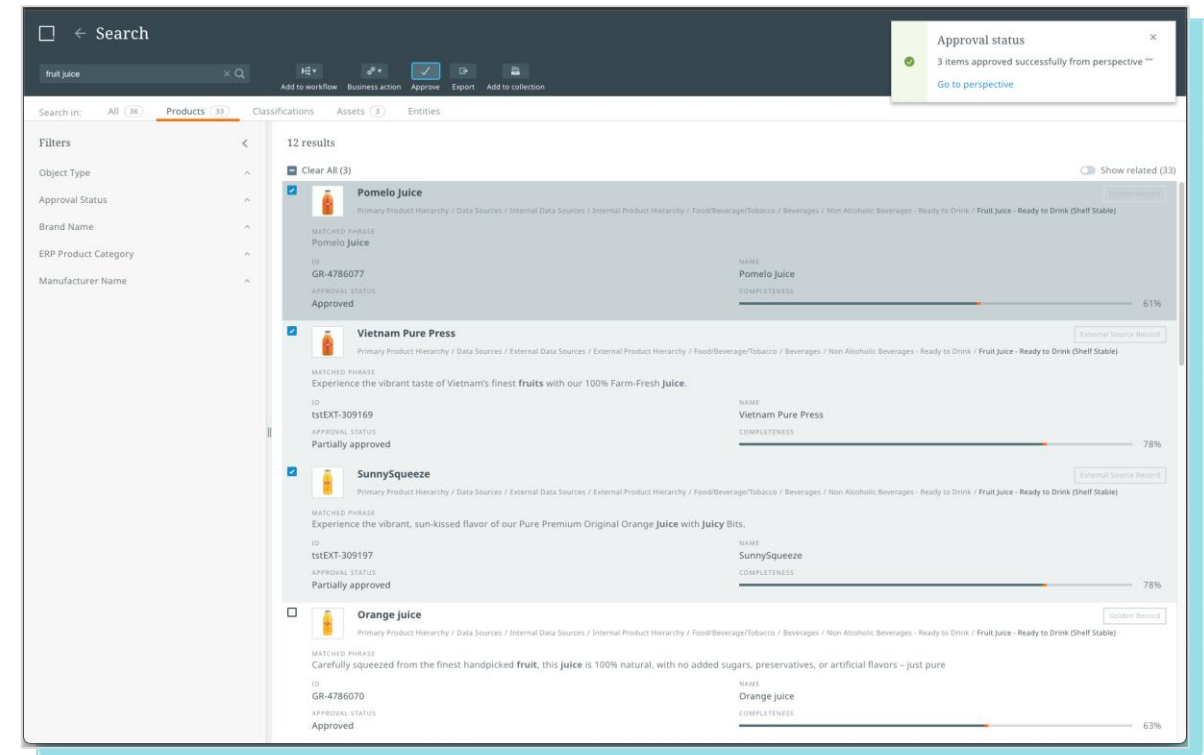 ← Search
Approval status ×
3 items approved successfully from perspective ""
Go to perspective
fruit juice ×
Add to workflow Business action Approve Export Add to collection
Search in: All 36 Products 33 Classifications Assets 3 Entities
Filters <
Object Type
Approval Status
Brand Name
ERP Product Category
Manufacturer Name
12 results
Clear All (3) Show related (33)
Pomelo Juice Golden Record
Primary Product Hierarchy / Data Sources / Internal Data Sources / Internal Product Hierarchy / Food/Beverage/Tobacco / Beverages / Non Alcoholic Beverages - Ready to Drink / Fruit Juice - Ready to Drink (Shelf Stable)
MATCHED PHRASE
Pomelo Juice
ID NAME
GR-4786077 Pomelo Juice
APPROVAL STATUS COMPLETENESS
Approved 61%
Vietnam Pure Press External Source Record
Primary Product Hierarchy / Data Sources / External Data Sources / External Product Hierarchy / Food/Beverage/Tobacco / Beverages / Non Alcoholic Beverages - Ready to Drink / Fruit Juice - Ready to Drink (Shelf Stable)
MATCHED PHRASE
Experience the vibrant taste of Vietnam's finest fruits with our 100% Farm-Fresh Juice.
ID NAME
tstEXT-309169 Vietnam Pure Press
APPROVAL STATUS COMPLETENESS
Partially approved 78%
SunnySqueeze External Source Record
Primary Product Hierarchy / Data Sources / External Data Sources / External Product Hierarchy / Food/Beverage/Tobacco / Beverages / Non Alcoholic Beverages - Ready to Drink / Fruit Juice - Ready to Drink (Shelf Stable)
MATCHED PHRASE
Experience the vibrant, sun-kissed flavor of our Pure Premium Original Orange Juice with Juicy Bits.
ID NAME
tstEXT-309197 SunnySqueeze
APPROVAL STATUS COMPLETENESS
Partially approved 78%
Orange juice Golden Record
Primary Product Hierarchy / Data Sources / Internal Data Sources / Internal Product Hierarchy / Food/Beverage/Tobacco / Beverages / Non Alcoholic Beverages - Ready to Drink / Fruit Juice - Ready to Drink (Shelf Stable)
MATCHED PHRASE
Carefully squeezed from the finest handpicked fruit, this juice is 100% natural, with no added sugars, preservatives, or artificial flavors – just pure
ID NAME
GR-4786070 Orange juice
APPROVAL STATUS COMPLETENESS
Approved 63%